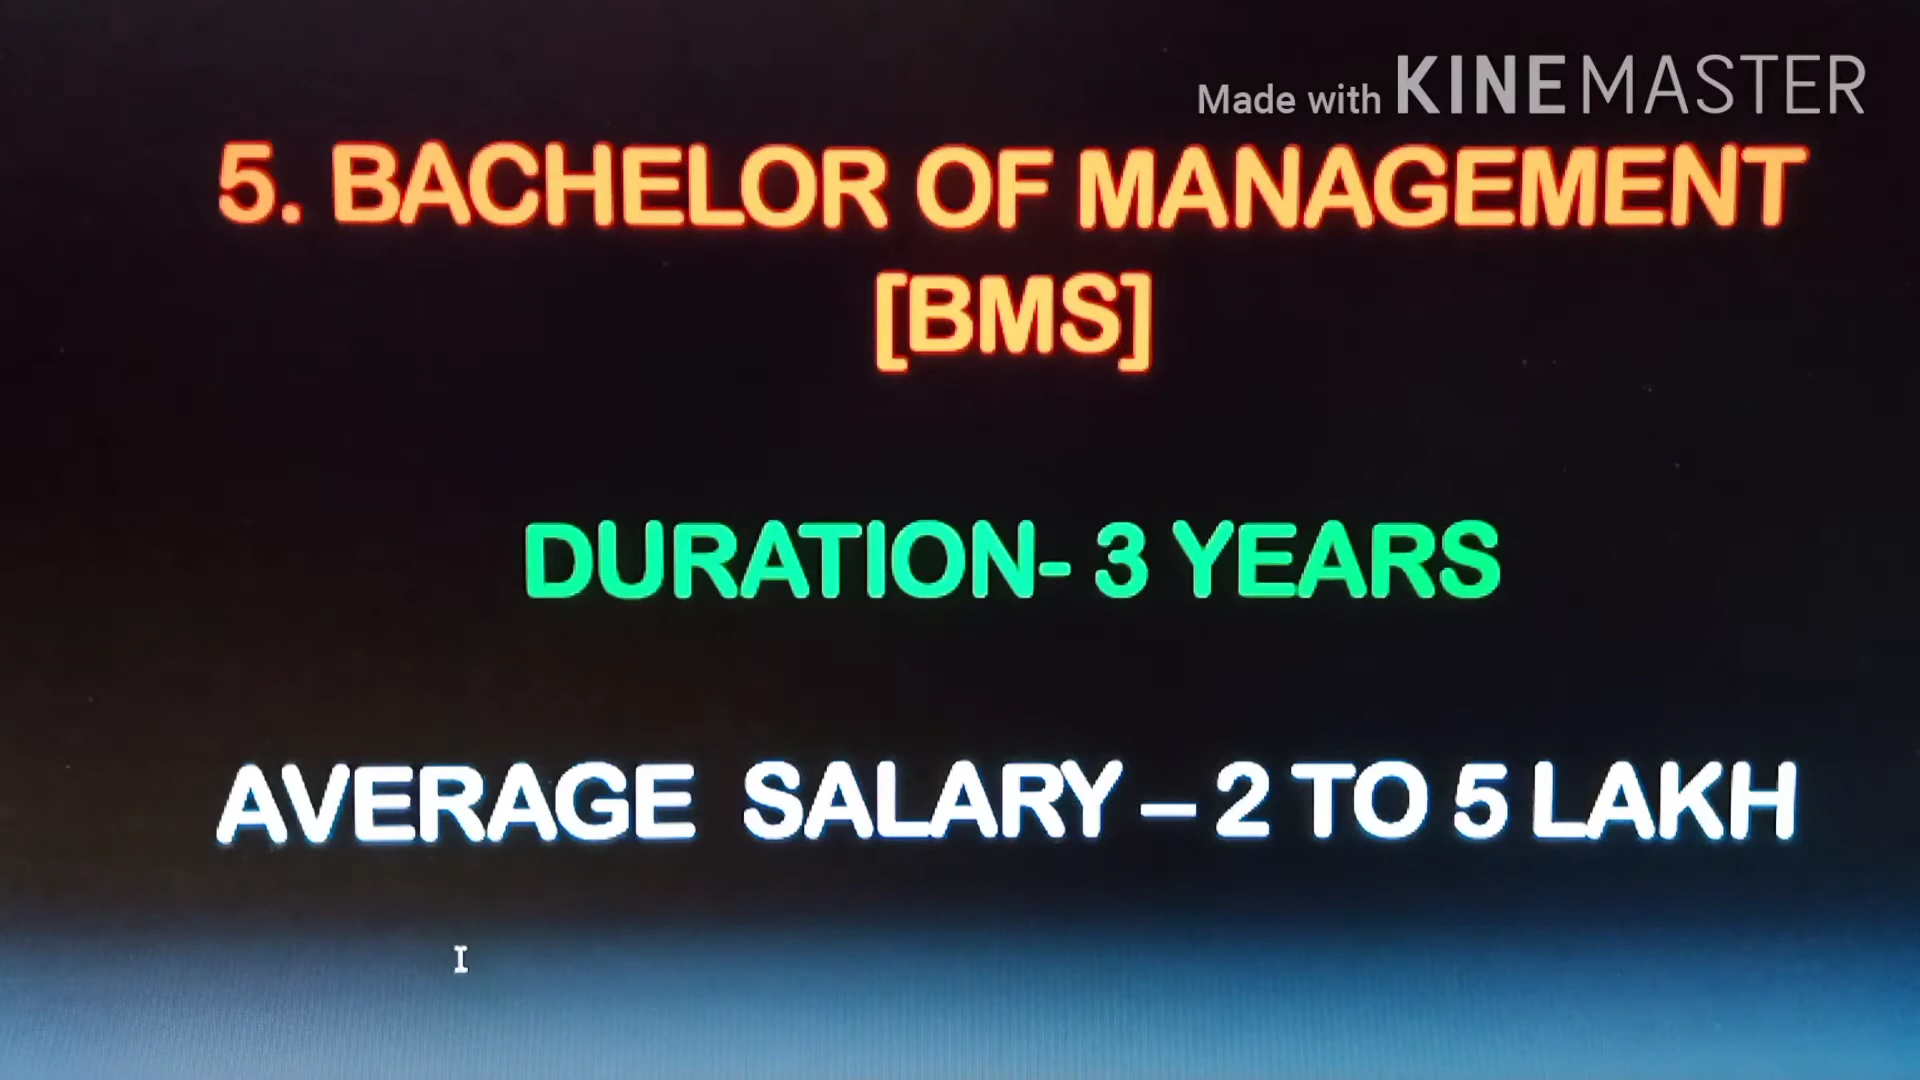 Made with KINEMASTER
5. BACHELOR OF MANAGEMENT
[BMS]
DURATION- 3 YEARS
AVERAGE SALARY – 2 TO 5 LAKH